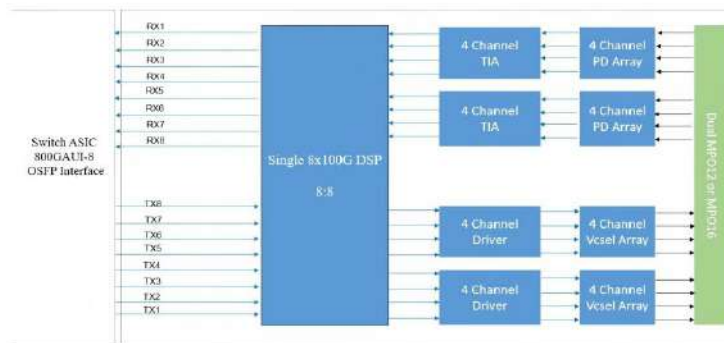 RX1
RX2
RX3
RX4
RX5
RX6
RX7
RX8
Switch ASIC
800GAUI-8
OSFP Interface
TX8
TX7
TX6
TX5
TX4
TX3
TX2
TX1
Single 8x100G DSP
8:8
4 Channel
TIA
4 Channel
PD Array
4 Channel
TIA
4 Channel
PD Array
4 Channel
Driver
4 Channel
Vcsel Array
4 Channel
Driver
4 Channel
Vcsel Array
Dual MPO12 or MPO16